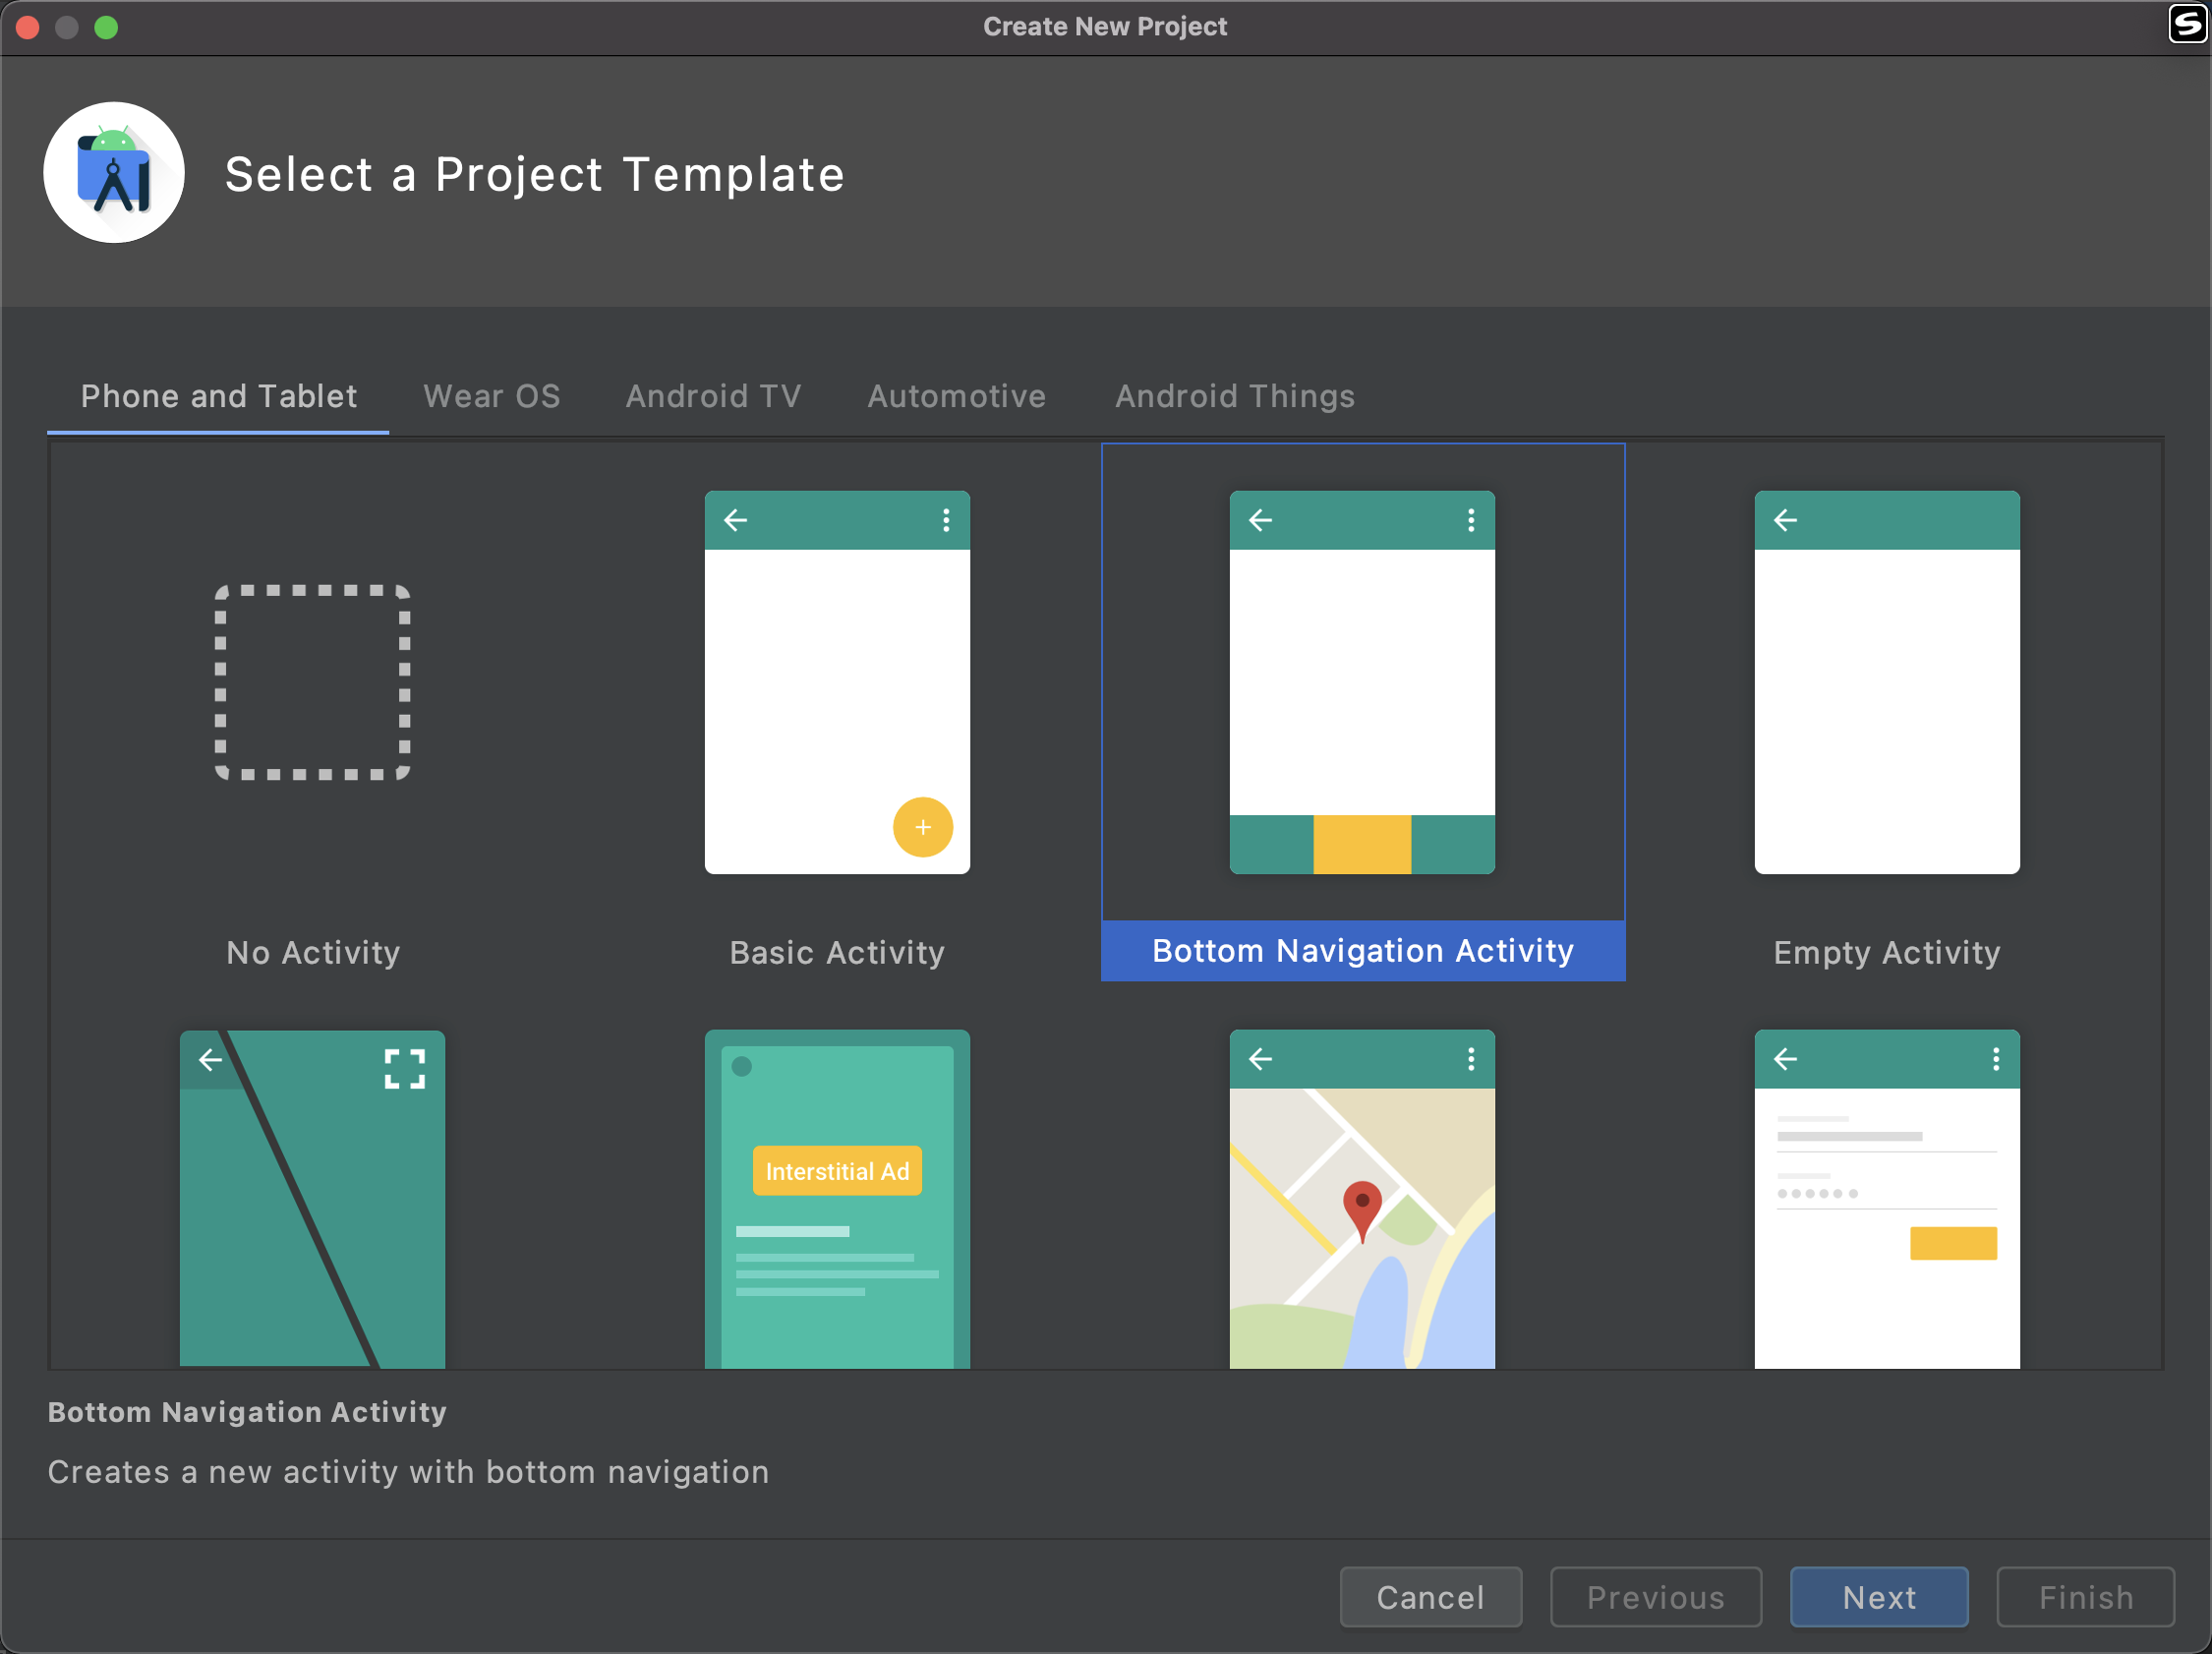 Create New Project
Select a Project Template
Phone and Tablet
Wear OS
Android TV
Automotive
Android Things
No Activity
Basic Activity
Bottom Navigation Activity
Empty Activity
Interstitial Ad
Bottom Navigation Activity
Creates a new activity with bottom navigation
Cancel
Previous
Next
Finish